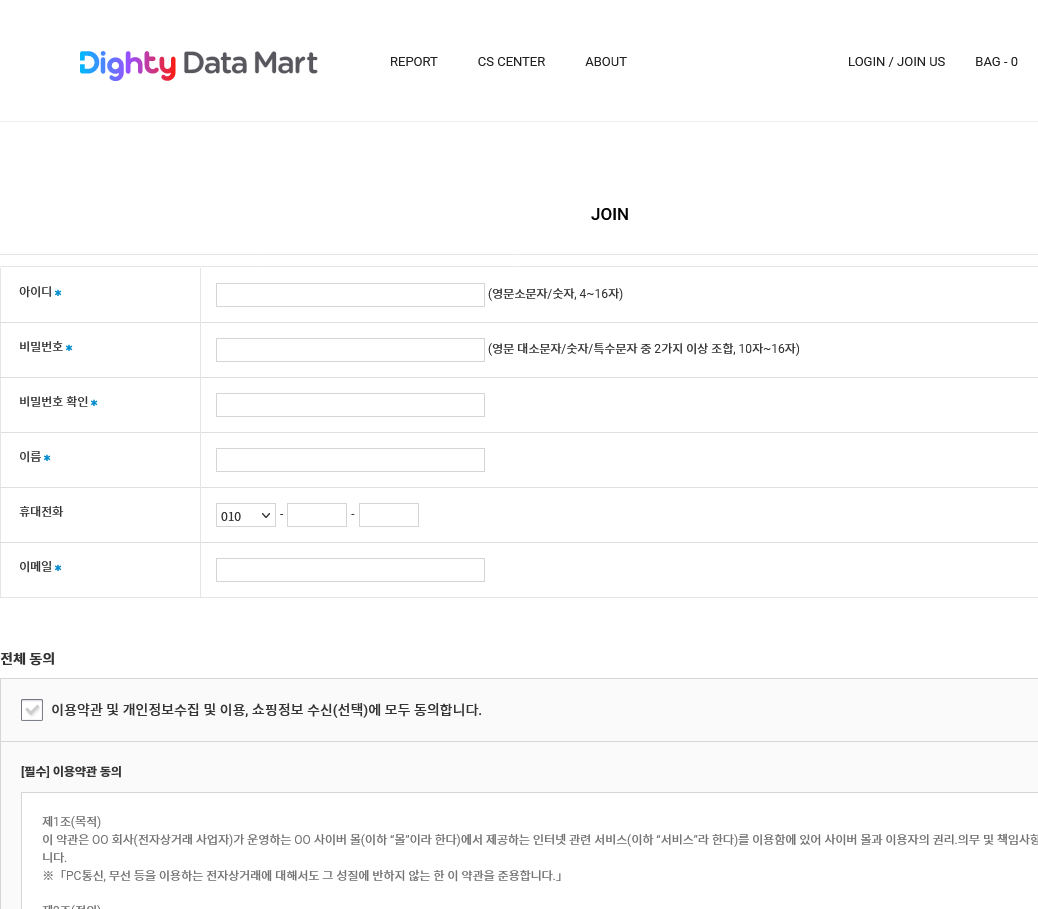 Dighty Data Mart
REPORT CS CENTER ABOUT
LOGIN / JOIN US BAG - 0
JOIN
아이디 * (영문소문자/숫자, 4~16자)
비밀번호 * (영문 대소문자/숫자/특수문자 중 2가지 이상 조합, 10자~16자)
비밀번호 확인 *
이름 *
휴대전화 010 - -
이메일 *
전체 동의
이용약관 및 개인정보수집 및 이용, 쇼핑정보 수신(선택)에 모두 동의합니다.
[필수] 이용약관 동의
제1조(목적)
이 약관은 OO 회사(전자상거래 사업자)가 운영하는 OO 사이버 몰(이하 “몰”이라 한다)에서 제공하는 인터넷 관련 서비스(이하 “서비스”라 한다)를 이용함에 있어 사이버 몰과 이용자의 권리.의무 및 책임사항
니다.
※「PC통신, 무선 등을 이용하는 전자상거래에 대해서도 그 성질에 반하지 않는 한 이 약관을 준용합니다.」